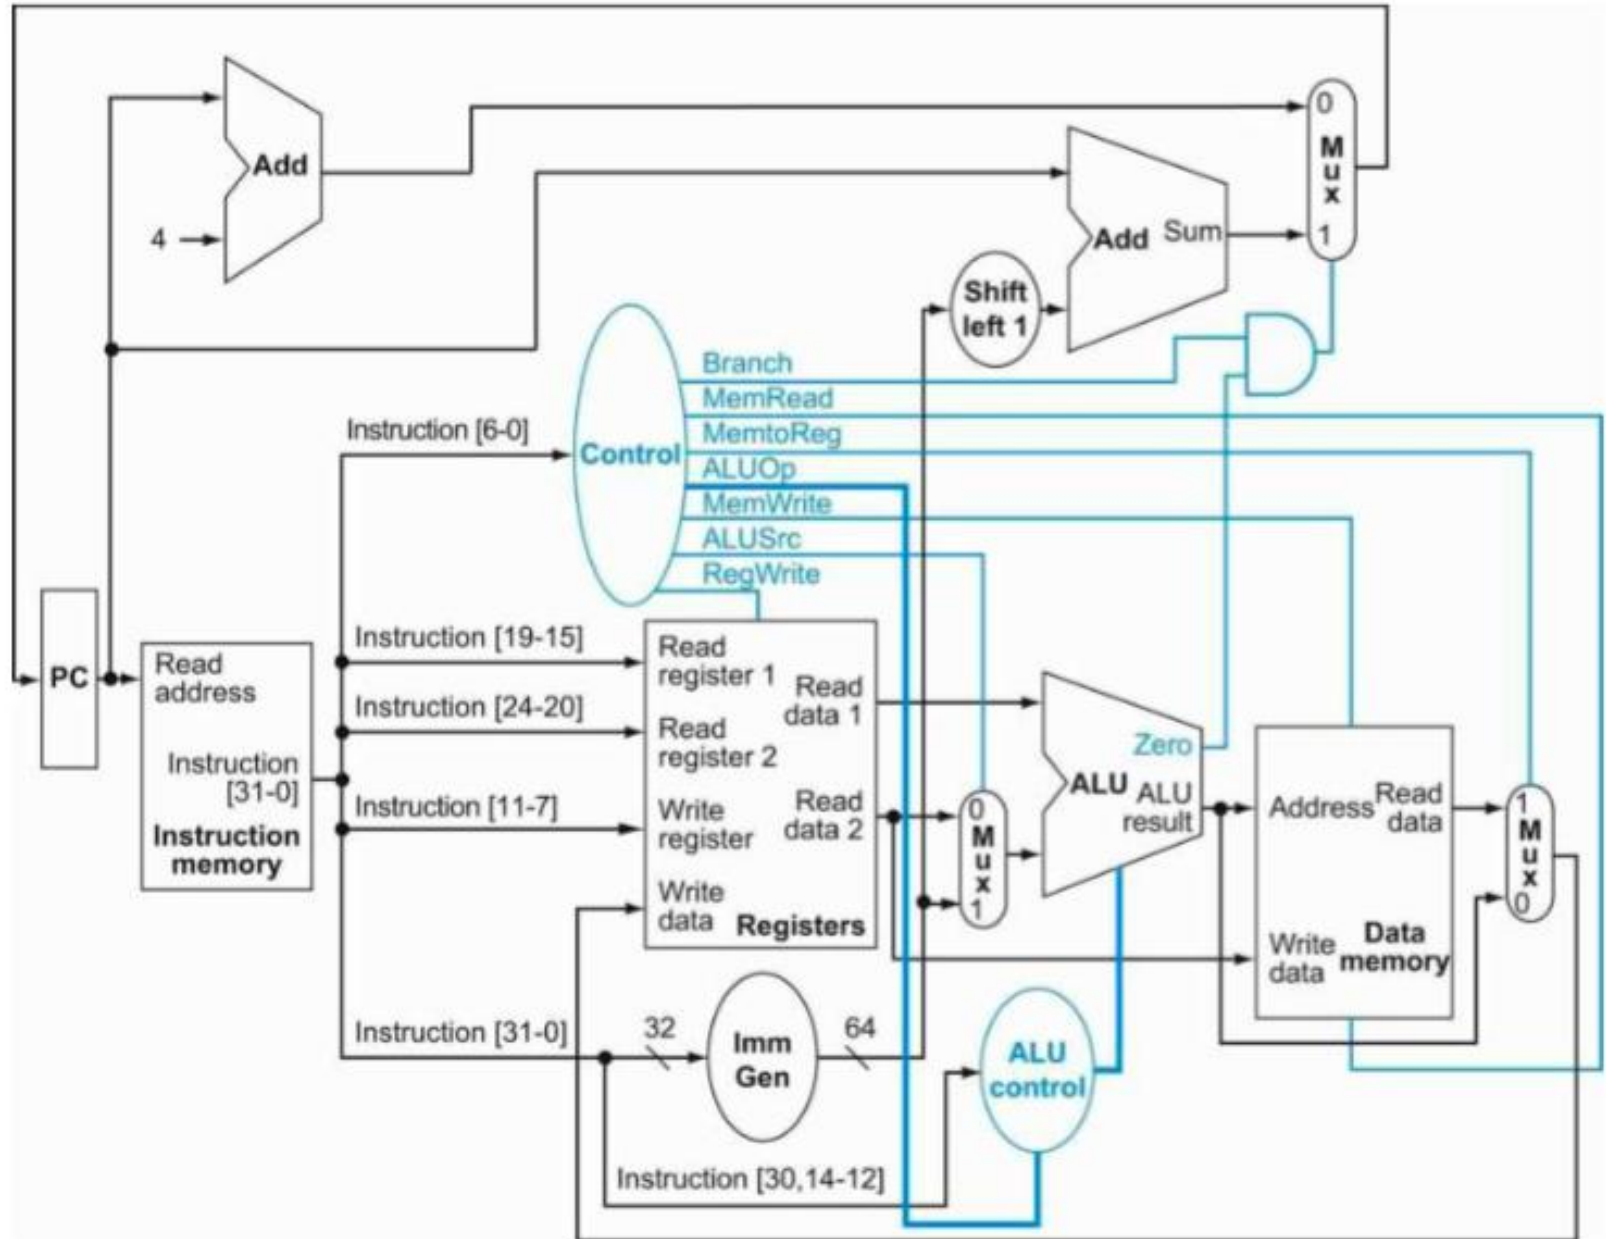 Add
4
0
M
u
x
1
Add Sum
Shift
left 1
Branch
MemRead
MemtoReg
ALUOp
MemWrite
ALUSrc
RegWrite
Control
Instruction [6-0]
PC
Read
address
Instruction
[31-0]
Instruction
memory
Instruction [19-15]
Instruction [24-20]
Instruction [11-7]
Instruction [31-0]
Read
register 1
Read
register 2
Write
register
Write
data
Read
data 1
Read
data 2
Registers
0
M
u
x
1
Zero
ALU
ALU
result
Address
Read
data
Write
data
Data
memory
1
M
u
x
0
32
Imm
Gen
64
ALU
control
Instruction [30,14-12]